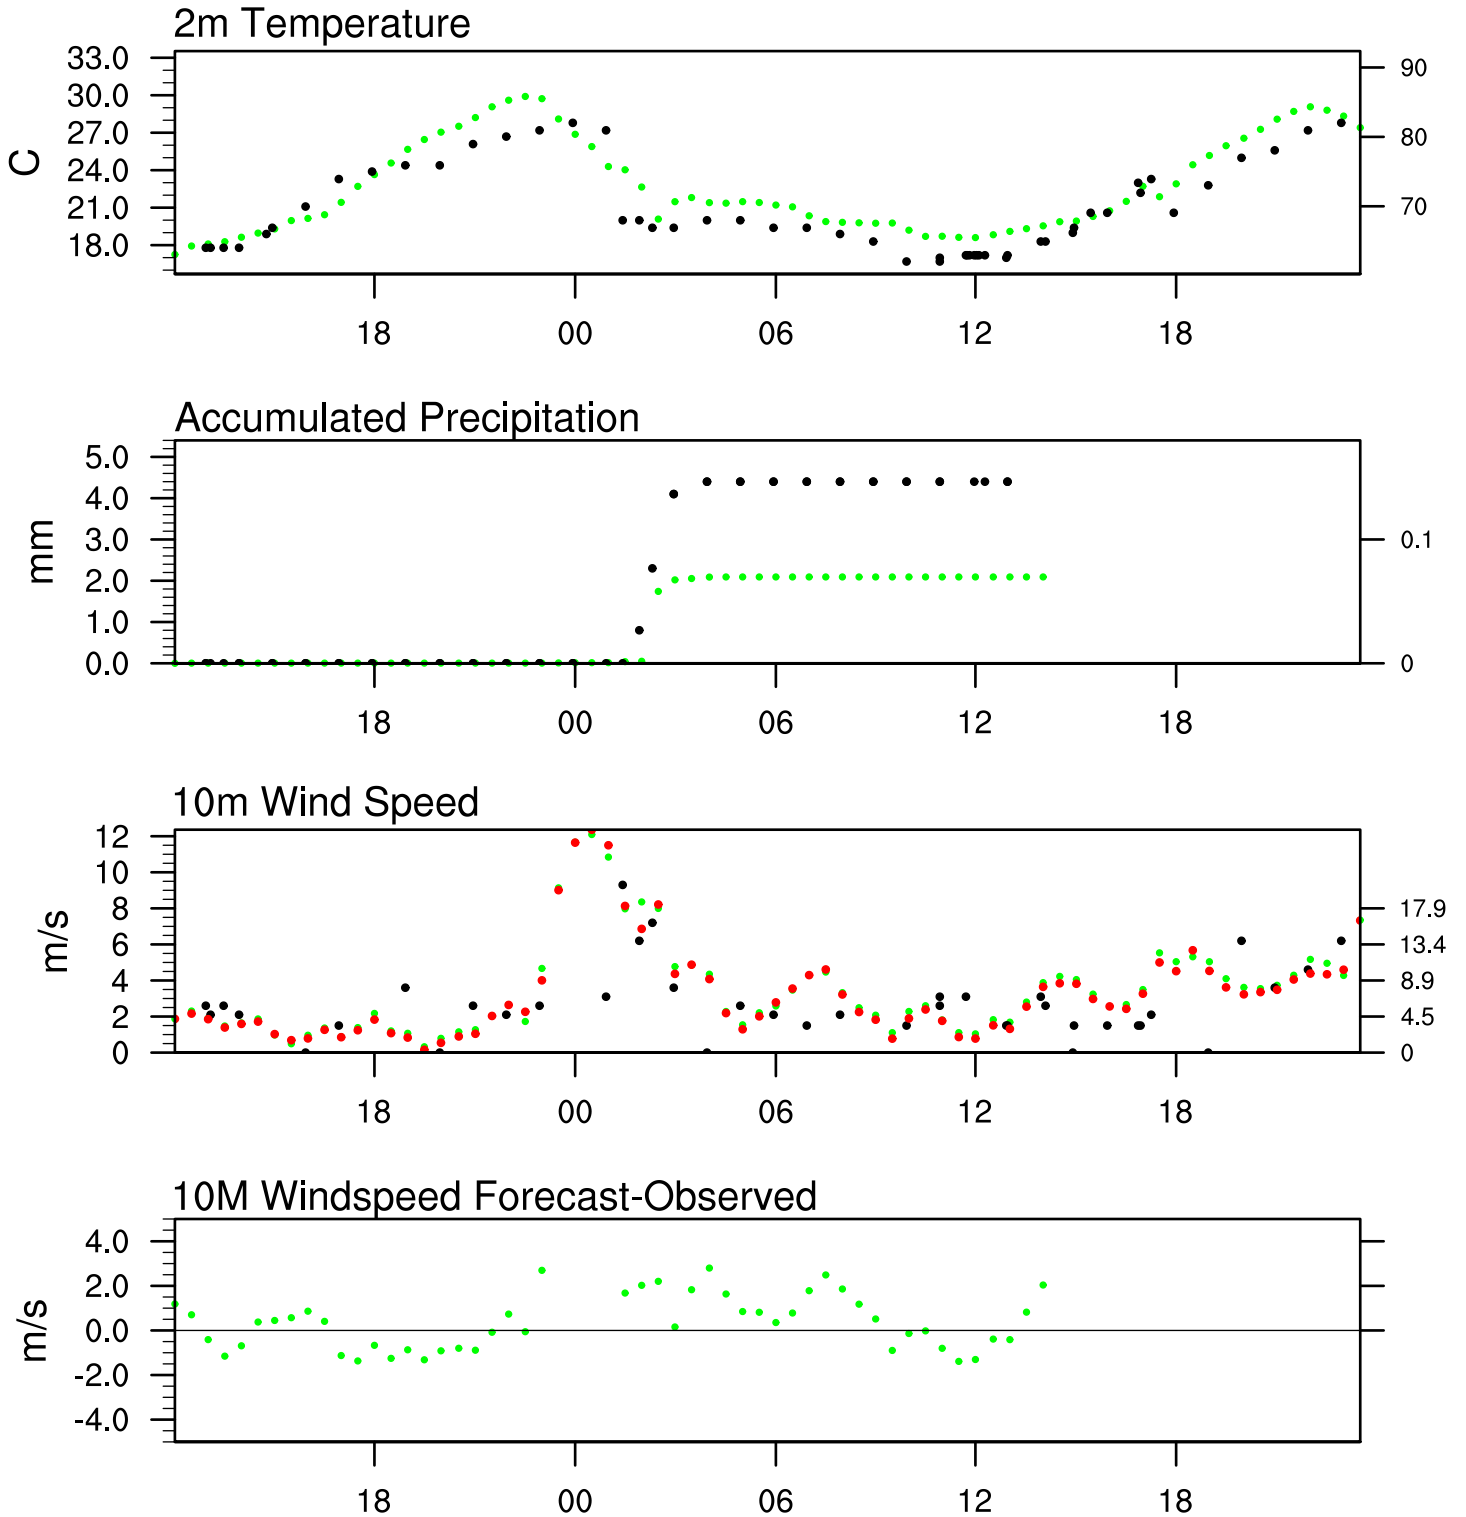 2m Temperature
33.0
30.0
27.0
24.0
21.0
18.0
C
90
80
70
18 00 06 12 18
Accumulated Precipitation
5.0
4.0
3.0
2.0
1.0
0.0
mm
0.1
0
18 00 06 12 18
10m Wind Speed
12
10
8
6
4
2
0
m/s
17.9
13.4
8.9
4.5
0
18 00 06 12 18
10M Windspeed Forecast-Observed
4.0
2.0
0.0
-2.0
-4.0
m/s
18 00 06 12 18